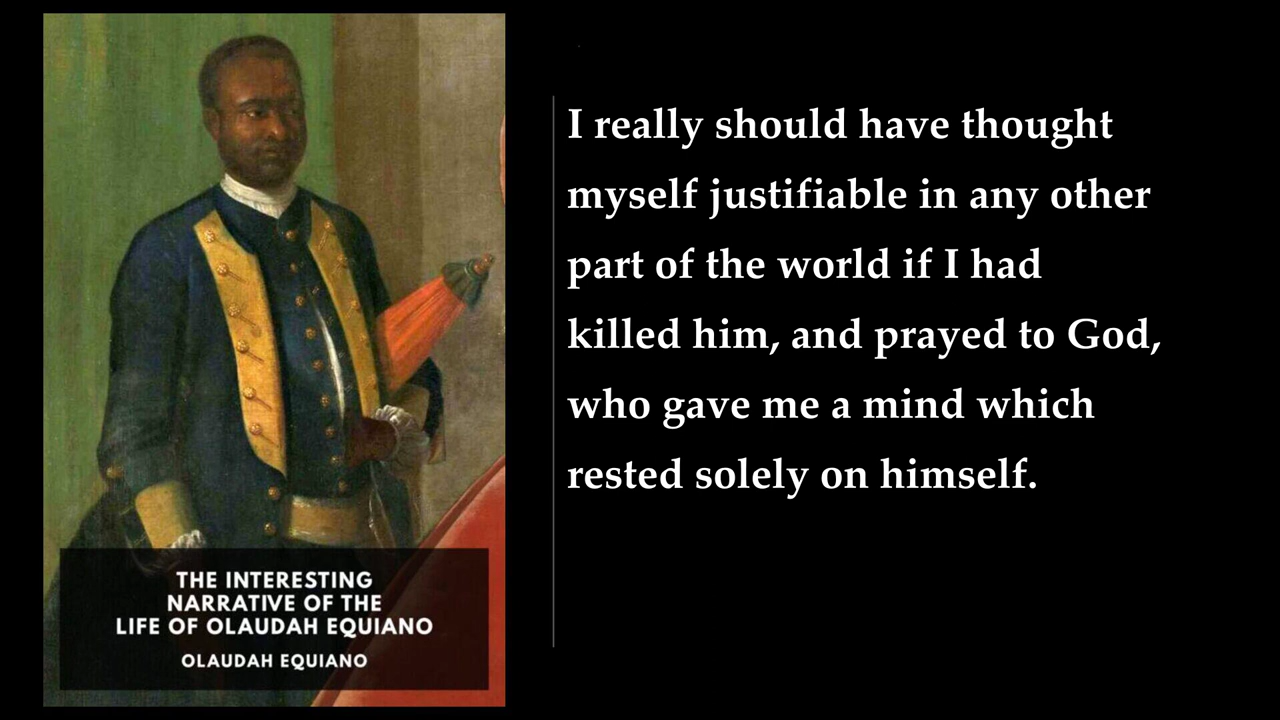 I really should have thought
myself justifiable in any other
part of the world if I had
killed him, and prayed to God,
who gave me a mind which
rested solely on himself.
THE INTERESTING
NARRATIVE OF THE
LIFE OF OLAUDAH EQUIANO
OLAUDAH EQUIANO